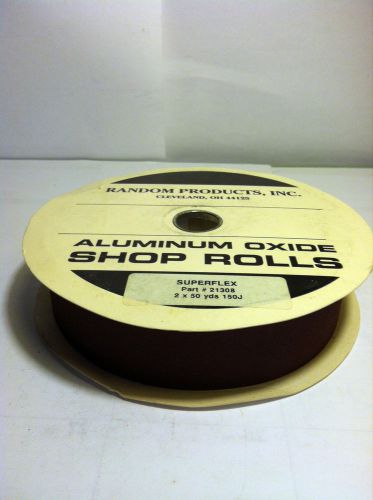 RANDOM PRODUCTS, INC.
CLEVELAND, OH 44125
ALUMINUM OXIDE
SHOP ROLLS
SUPERFLEX
Part # 21308
2 x 50 yds 150J